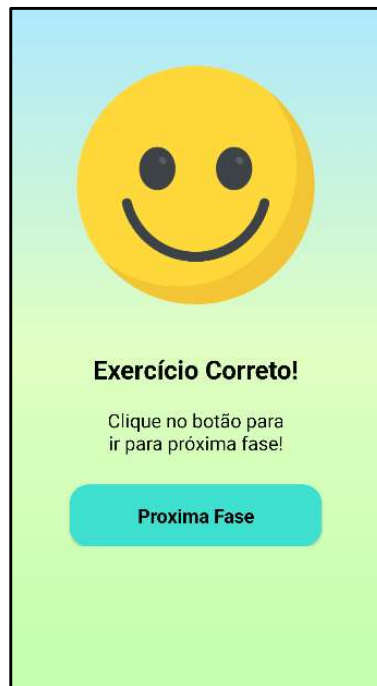 Exercício Correto!
Clique no botão para
ir para próxima fase!
Proxima Fase